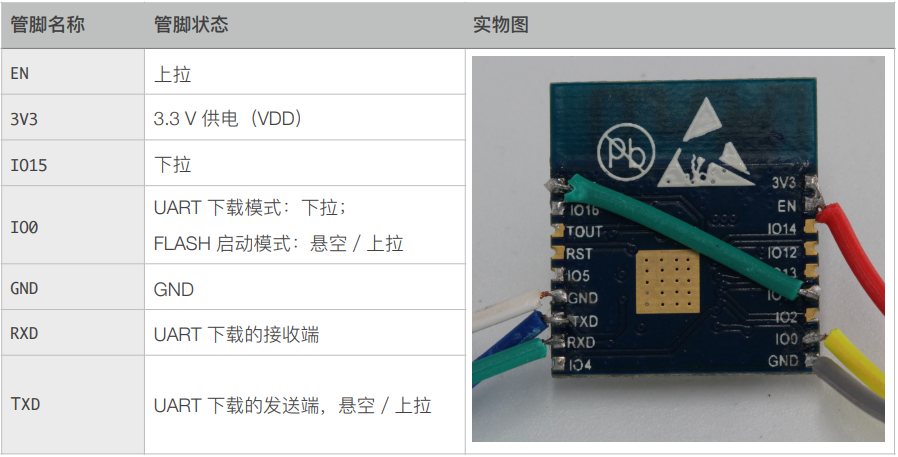 管脚名称 管脚状态 实物图
EN 上拉
3V3 3.3 V 供电（VDD）
IO15 下拉
IO0 UART 下载模式：下拉；
FLASH 启动模式：悬空 / 上拉
GND GND
RXD UART 下载的接收端
TXD UART 下载的发送端，悬空 / 上拉
Pb
IO16
TOUT
RST
IO5
GND
TXD
RXD
IO4
3V3
EN
IO14
IO12
IO2
IO0
GND